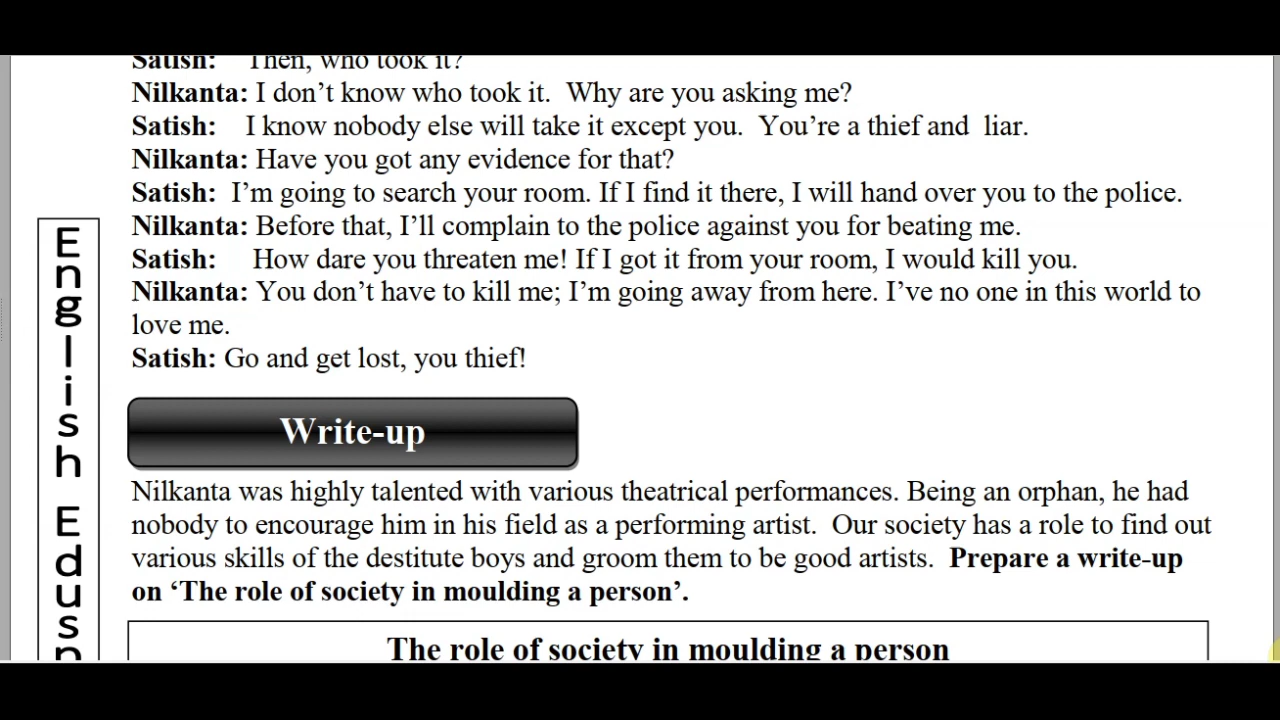 Satish: Then, who took it?
Nilkanta: I don't know who took it. Why are you asking me?
Satish: I know nobody else will take it except you. You're a thief and liar.
Nilkanta: Have you got any evidence for that?
Satish: I'm going to search your room. If I find it there, I will hand over you to the police.
Nilkanta: Before that, I'll complain to the police against you for beating me.
Satish: How dare you threaten me! If I got it from your room, I would kill you.
Nilkanta: You don't have to kill me; I'm going away from here. I've no one in this world to
love me.
Satish: Go and get lost, you thief!
Write-up
Nilkanta was highly talented with various theatrical performances. Being an orphan, he had
nobody to encourage him in his field as a performing artist. Our society has a role to find out
various skills of the destitute boys and groom them to be good artists. Prepare a write-up
on ‘The role of society in moulding a person’.
The role of society in moulding a person
English Edus